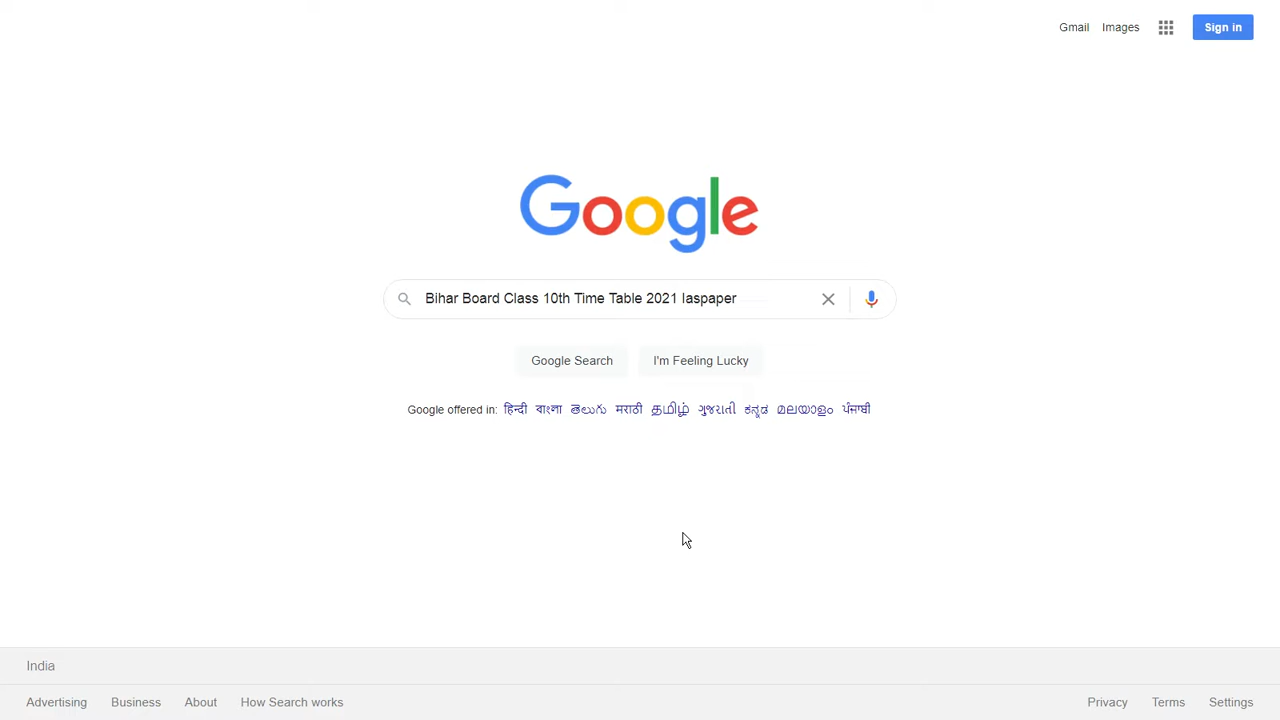 Gmail Images Sign in
Google
Bihar Board Class 10th Time Table 2021 Iaspaper
Google Search I'm Feeling Lucky
Google offered in: हिन्दी বাংলা తెలుగు मराठी தமிழ் ગુજરાતી ಕನ್ನಡ മലയാളം ਪੰਜਾਬੀ
India
Advertising Business About How Search works Privacy Terms Settings